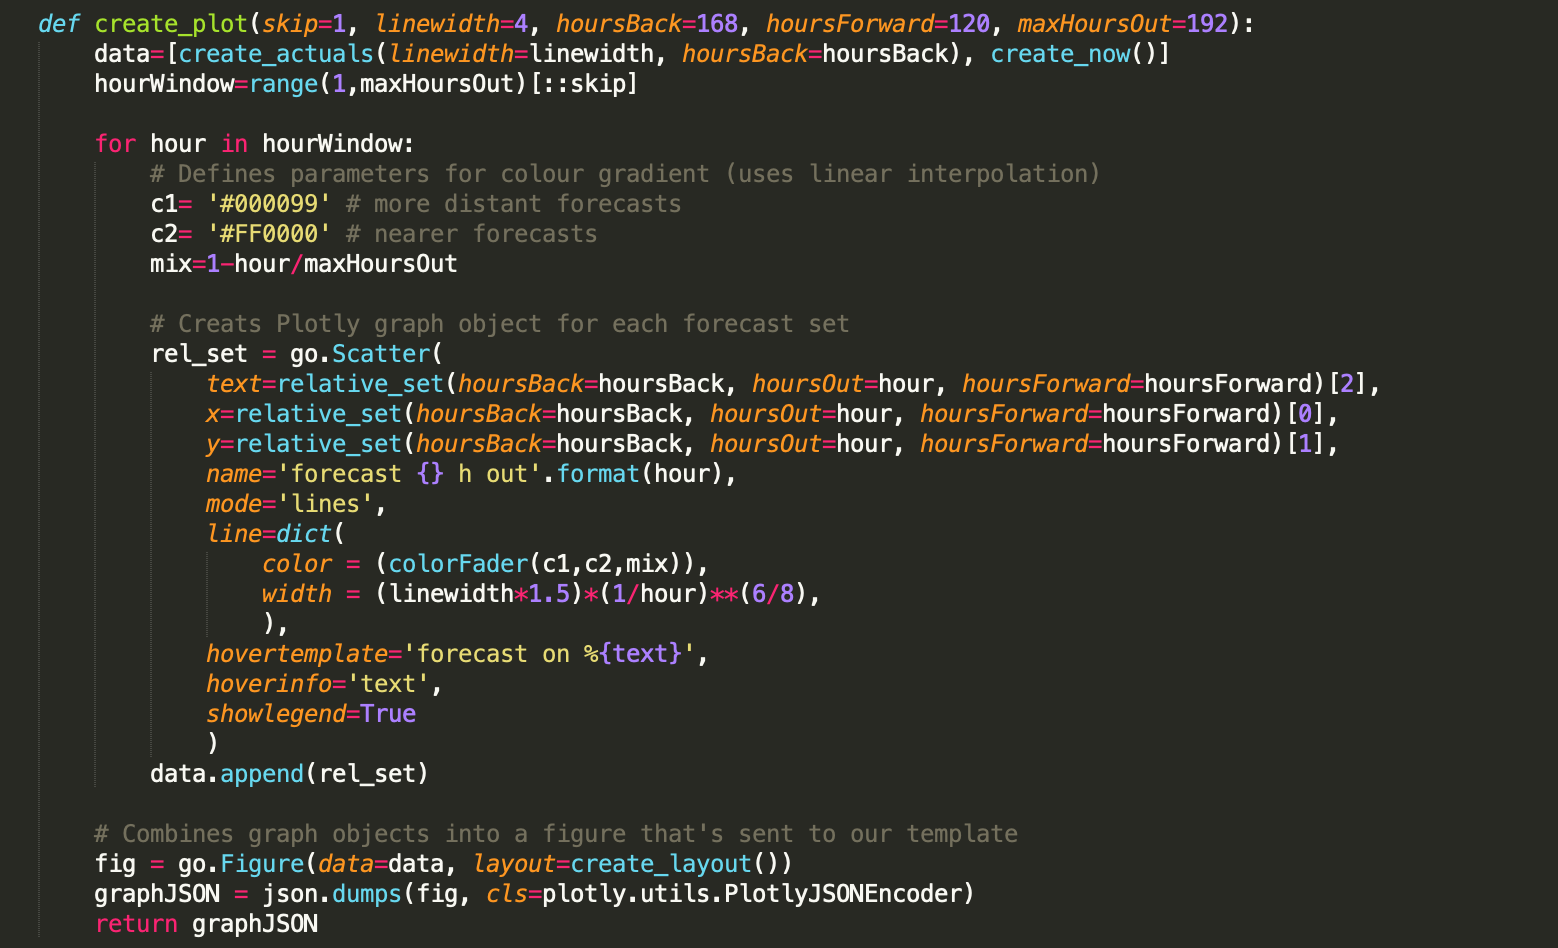 def create_plot(skip=1, linewidth=4, hoursBack=168, hoursForward=120, maxHoursOut=192):
    data=[create_actuals(linewidth=linewidth, hoursBack=hoursBack), create_now()]
    hourWindow=range(1,maxHoursOut)[::skip]

    for hour in hourWindow:
        # Defines parameters for colour gradient (uses linear interpolation)
        c1= '#000099' # more distant forecasts
        c2= '#FF0000' # nearer forecasts
        mix=1-hour/maxHoursOut

        # Creats Plotly graph object for each forecast set
        rel_set = go.Scatter(
            text=relative_set(hoursBack=hoursBack, hoursOut=hour, hoursForward=hoursForward)[2],
            x=relative_set(hoursBack=hoursBack, hoursOut=hour, hoursForward=hoursForward)[0],
            y=relative_set(hoursBack=hoursBack, hoursOut=hour, hoursForward=hoursForward)[1],
            name='forecast {} h out'.format(hour),
            mode='lines',
            line=dict(
                color = (colorFader(c1,c2,mix)),
                width = (linewidth*1.5)*(1/hour)**(6/8),
                ),
            hovertemplate='forecast on %{text}',
            hoverinfo='text',
            showlegend=True
            )
        data.append(rel_set)

    # Combines graph objects into a figure that's sent to our template
    fig = go.Figure(data=data, layout=create_layout())
    graphJSON = json.dumps(fig, cls=plotly.utils.PlotlyJSONEncoder)
    return graphJSON